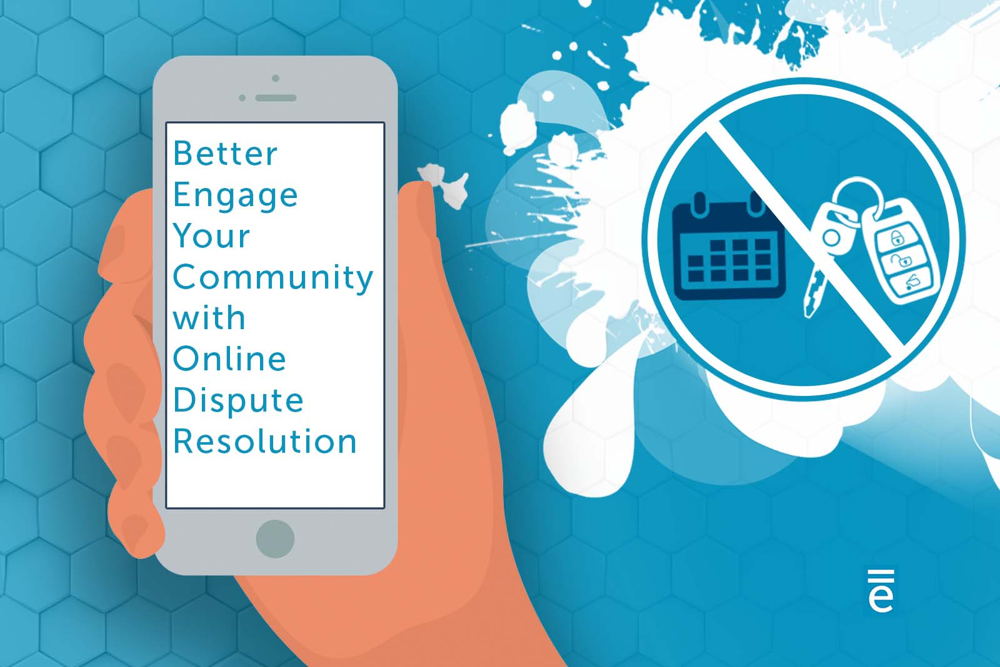 Better
Engage
Your
Community
with
Online
Dispute
Resolution
e